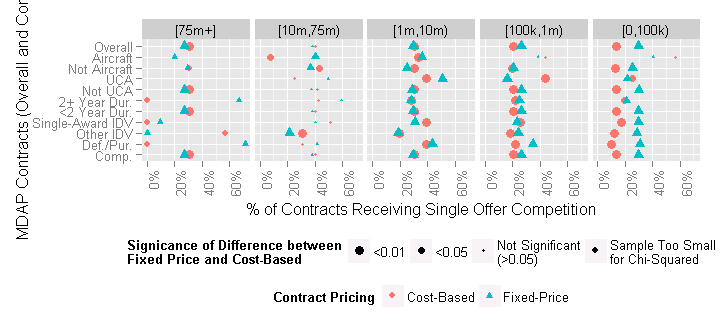 MDAP Contracts (Overall and Con
[75m+] [10m,75m) [1m,10m) [100k,1m) [0,100k)
Overall
Aircraft
Not Aircraft
UCA
Not UCA
2+ Year Dur.
<2 Year Dur.
Single-Award IDV
Other IDV
Def./Pur.
Comp.
0% 20% 40% 60% 0% 20% 40% 60% 0% 20% 40% 60% 0% 20% 40% 60% 0% 20% 40% 60%
% of Contracts Receiving Single Offer Competition
Signicance of Difference between
Fixed Price and Cost-Based
<0.01
<0.05
Not Significant
(>0.05)
Sample Too Small
for Chi-Squared
Contract Pricing
Cost-Based
Fixed-Price